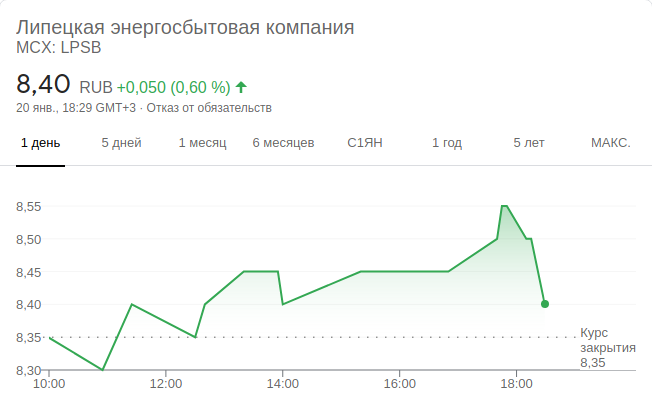 Липецкая энергосбытовая компания
MCX: LPSB
8,40 RUB +0,050 (0,60 %)
20 янв., 18:29 GMT+3 · Отказ от обязательств
1 день 5 дней 1 месяц 6 месяцев С1ЯН 1 год 5 лет МАКС.
8,55
8,50
8,45
8,40
8,35
8,30
Курс
закрытия
8,35
10:00 12:00 14:00 16:00 18:00